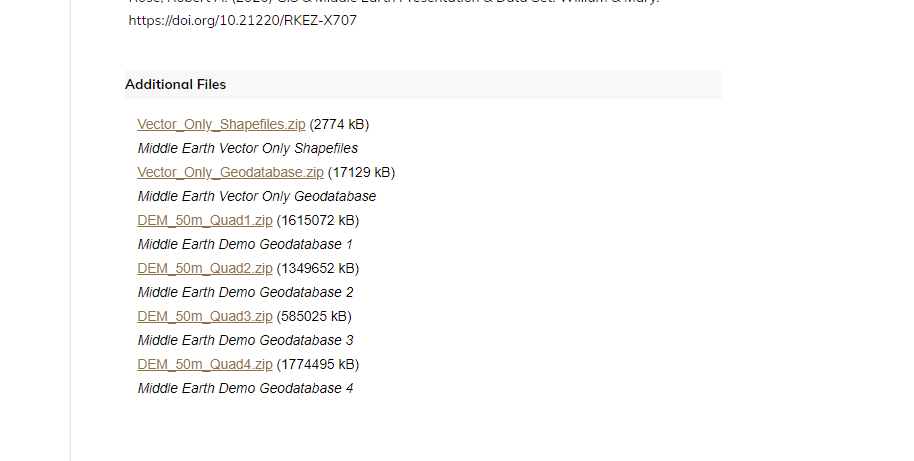 Rose, Robert A. (2020) GIS & Middle Earth Presentation & Data Set. William & Mary.
https://doi.org/10.21220/RKEZ-X707
Additional Files
Vector_Only_Shapefiles.zip (2774 kB)
Middle Earth Vector Only Shapefiles
Vector_Only_Geodatabase.zip (17129 kB)
Middle Earth Vector Only Geodatabase
DEM_50m_Quad1.zip (1615072 kB)
Middle Earth Demo Geodatabase 1
DEM_50m_Quad2.zip (1349652 kB)
Middle Earth Demo Geodatabase 2
DEM_50m_Quad3.zip (585025 kB)
Middle Earth Demo Geodatabase 3
DEM_50m_Quad4.zip (1774495 kB)
Middle Earth Demo Geodatabase 4